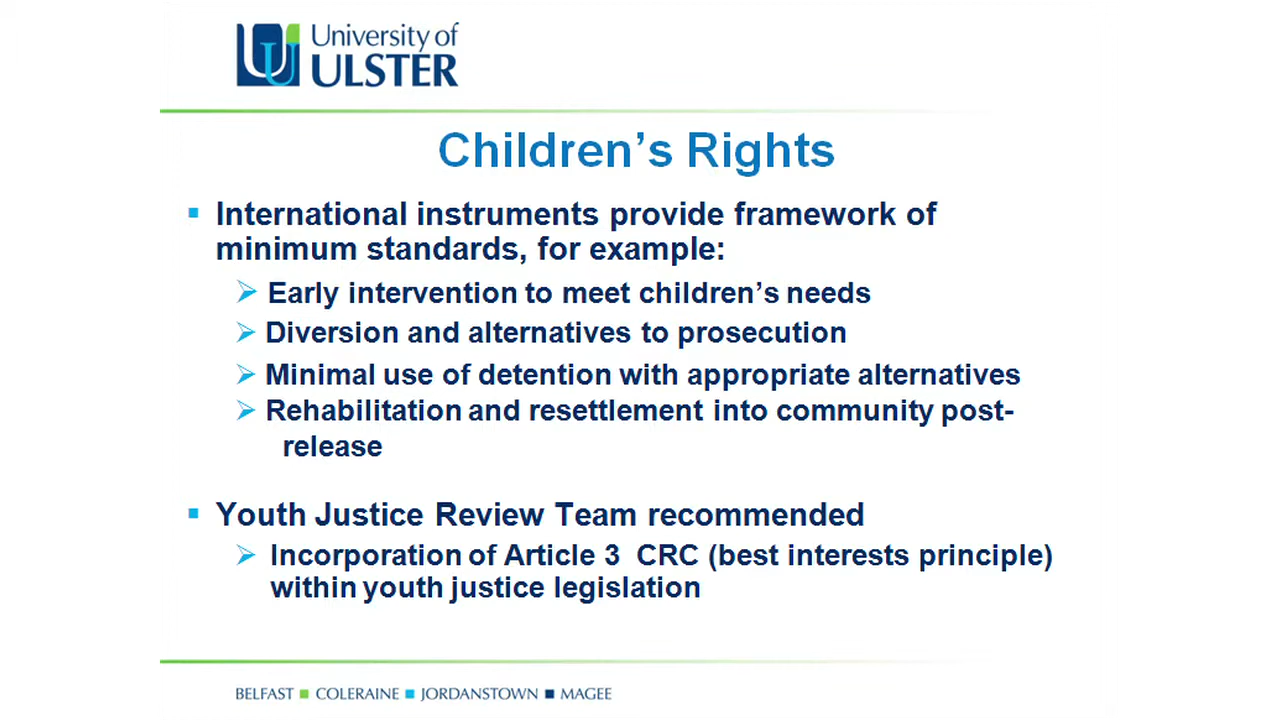 University of
ULSTER
Children's Rights
▪ International instruments provide framework of
minimum standards, for example:
➢ Early intervention to meet children's needs
➢ Diversion and alternatives to prosecution
➢ Minimal use of detention with appropriate alternatives
➢ Rehabilitation and resettlement into community post-
release
▪ Youth Justice Review Team recommended
➢ Incorporation of Article 3 CRC (best interests principle)
within youth justice legislation
BELFAST ■ COLERAINE ■ JORDANSTOWN ■ MAGEE